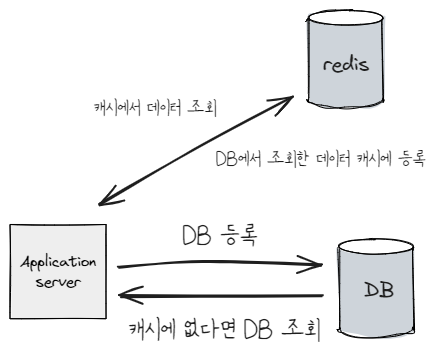 redis
캐시에서 데이터 조회
DB에서 조회한 데이터 캐시에 등록
DB 등록
Application
server
DB
캐시에 없다면 DB 조회